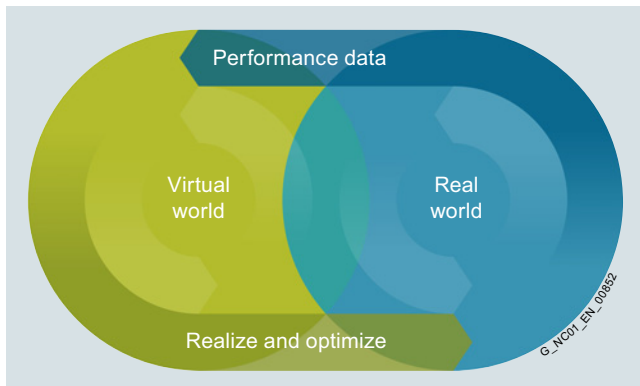 Performance data
Virtual
world
Real
world
Realize and optimize
G_NC01_EN_00852